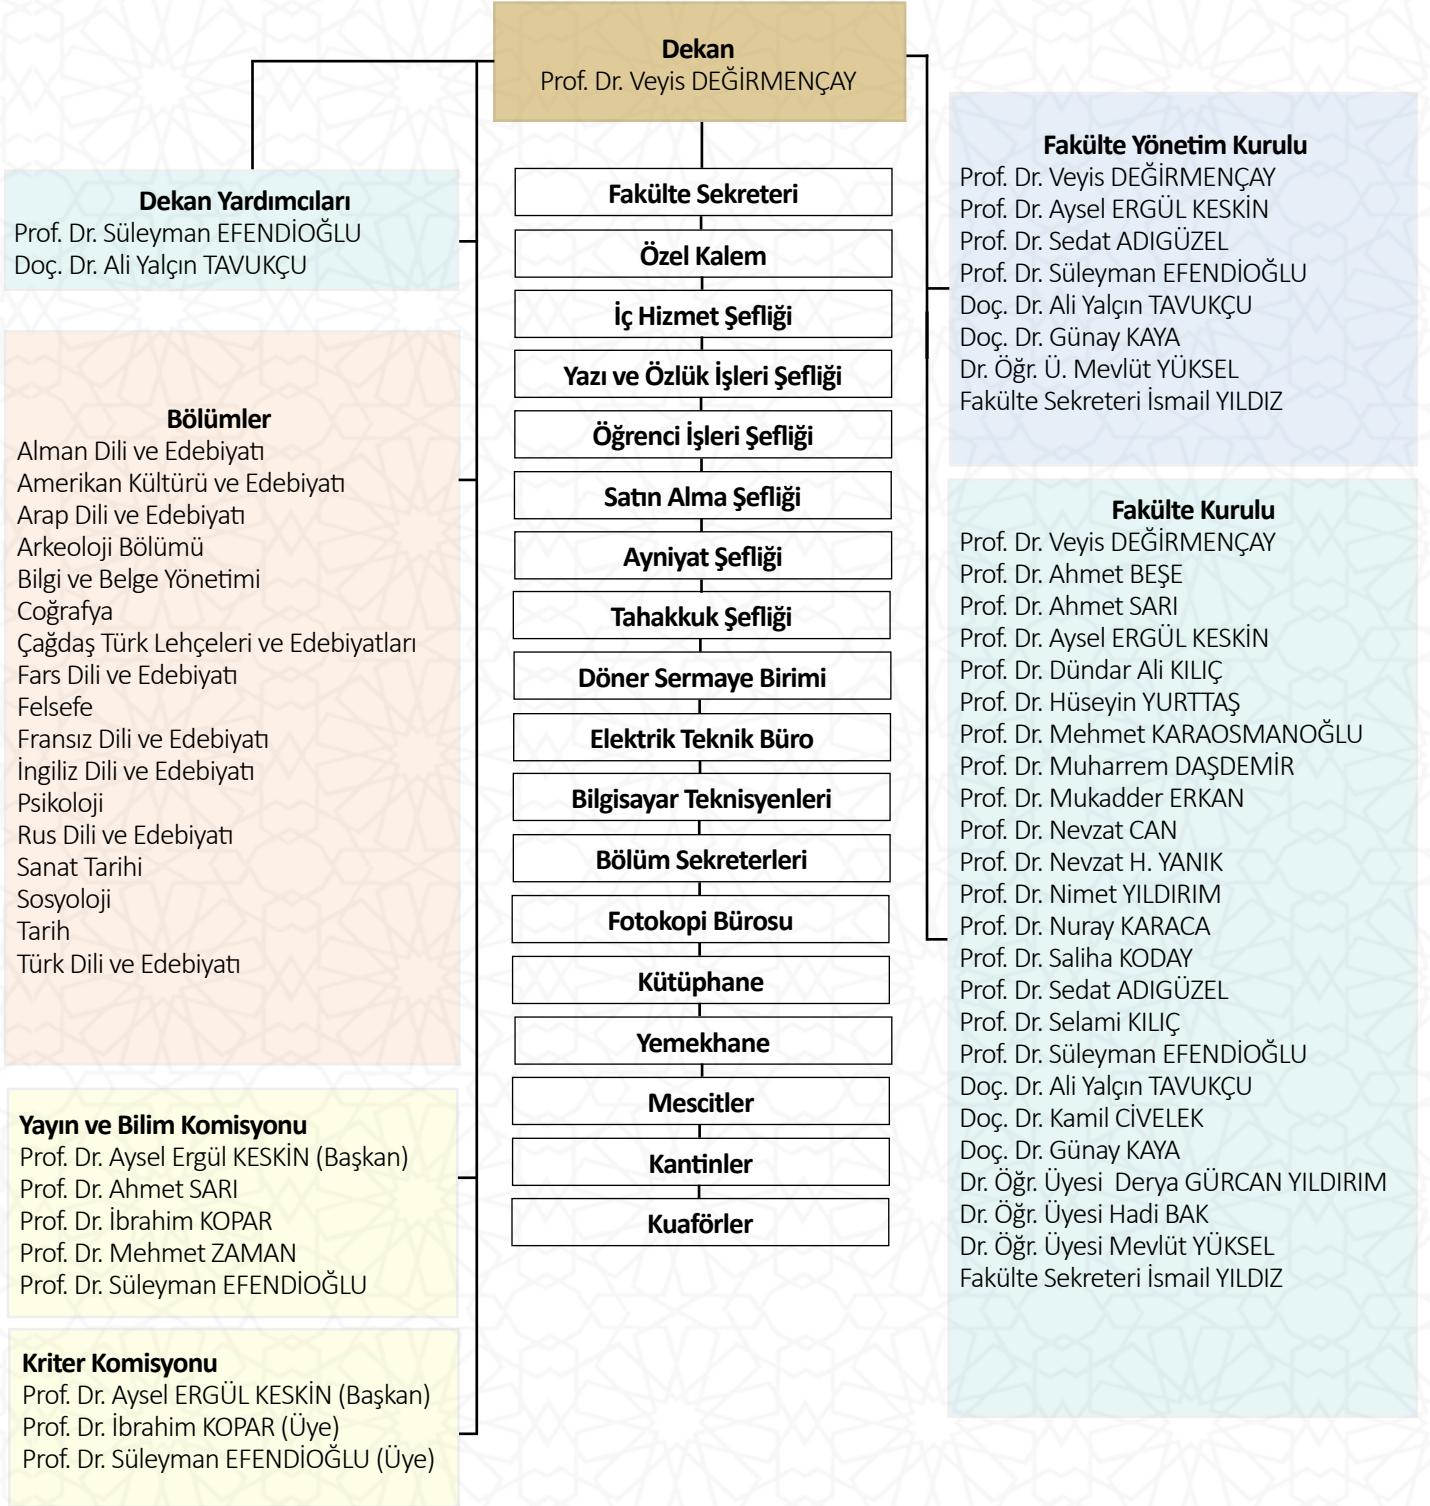 Dekan
Prof. Dr. Veyis DEĞİRMENÇAY
Dekan Yardımcıları
Prof. Dr. Süleyman EFENDİOĞLU
Doç. Dr. Ali Yalçın TAVUKÇU
Bölümler
Alman Dili ve Edebiyatı
Amerikan Kültürü ve Edebiyatı
Arap Dili ve Edebiyatı
Arkeoloji Bölümü
Bilgi ve Belge Yönetimi
Coğrafya
Çağdaş Türk Lehçeleri ve Edebiyatları
Fars Dili ve Edebiyatı
Felsefe
Fransız Dili ve Edebiyatı
İngiliz Dili ve Edebiyatı
Psikoloji
Rus Dili ve Edebiyatı
Sanat Tarihi
Sosyoloji
Tarih
Türk Dili ve Edebiyatı
Yayın ve Bilim Komisyonu
Prof. Dr. Aysel Ergül KESKİN (Başkan)
Prof. Dr. Ahmet SARI
Prof. Dr. İbrahim KOPAR
Prof. Dr. Mehmet ZAMAN
Prof. Dr. Süleyman EFENDİOĞLU
Kriter Komisyonu
Prof. Dr. Aysel ERGÜL KESKİN (Başkan)
Prof. Dr. İbrahim KOPAR (Üye)
Prof. Dr. Süleyman EFENDİOĞLU (Üye)
Fakülte Sekreteri
Özel Kalem
İç Hizmet Şefliği
Yazı ve Özlük İşleri Şefliği
Öğrenci İşleri Şefliği
Satın Alma Şefliği
Ayniyat Şefliği
Tahakkuk Şefliği
Döner Sermaye Birimi
Elektrik Teknik Büro
Bilgisayar Teknisyenleri
Bölüm Sekreterleri
Fotokopi Bürosu
Kütüphane
Yemekhane
Mescitler
Kantinler
Kuaförler
Fakülte Yönetim Kurulu
Prof. Dr. Veyis DEĞİRMENÇAY
Prof. Dr. Aysel ERGÜL KESKİN
Prof. Dr. Sedat ADIGÜZEL
Prof. Dr. Süleyman EFENDİOĞLU
Doç. Dr. Ali Yalçın TAVUKÇU
Doç. Dr. Günay KAYA
Dr. Öğr. Ü. Mevlüt YÜKSEL
Fakülte Sekreteri İsmail YILDIZ
Fakülte Kurulu
Prof. Dr. Veyis DEĞİRMENÇAY
Prof. Dr. Ahmet BEŞE
Prof. Dr. Ahmet SARI
Prof. Dr. Aysel ERGÜL KESKİN
Prof. Dr. Dündar Ali KILIÇ
Prof. Dr. Hüseyin YURTTAŞ
Prof. Dr. Mehmet KARAOSMANOĞLU
Prof. Dr. Muharrem DAŞDEMİR
Prof. Dr. Mukadder ERKAN
Prof. Dr. Nevzat CAN
Prof. Dr. Nevzat H. YANIK
Prof. Dr. Nimet YILDIRIM
Prof. Dr. Nuray KARACA
Prof. Dr. Saliha KODAY
Prof. Dr. Sedat ADIGÜZEL
Prof. Dr. Selami KILIÇ
Prof. Dr. Süleyman EFENDİOĞLU
Doç. Dr. Ali Yalçın TAVUKÇU
Doç. Dr. Kamil CİVELEK
Doç. Dr. Günay KAYA
Dr. Öğr. Üyesi  Derya GÜRCAN YILDIRIM
Dr. Öğr. Üyesi Hadi BAK
Dr. Öğr. Üyesi Mevlüt YÜKSEL
Fakülte Sekreteri İsmail YILDIZ